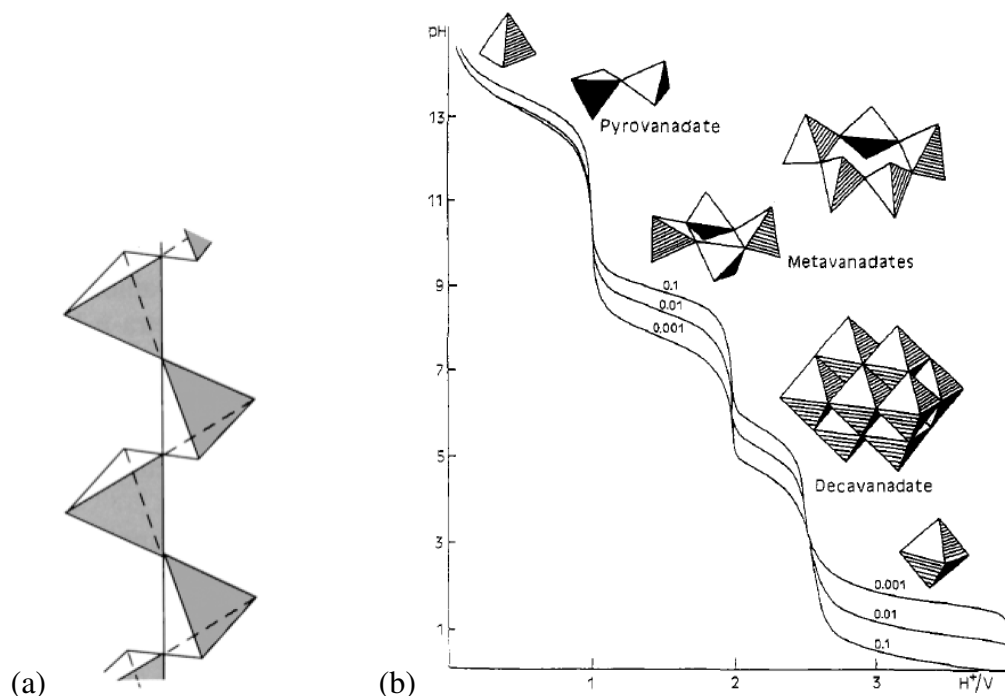 pH
13
Pyrovanadate
11
Metavanadates
9
0.1
0.01
0.001
7
5
Decavanadate
3
0.001
0.01
1
0.1
1
2
3
H⁺/V
(a)
(b)